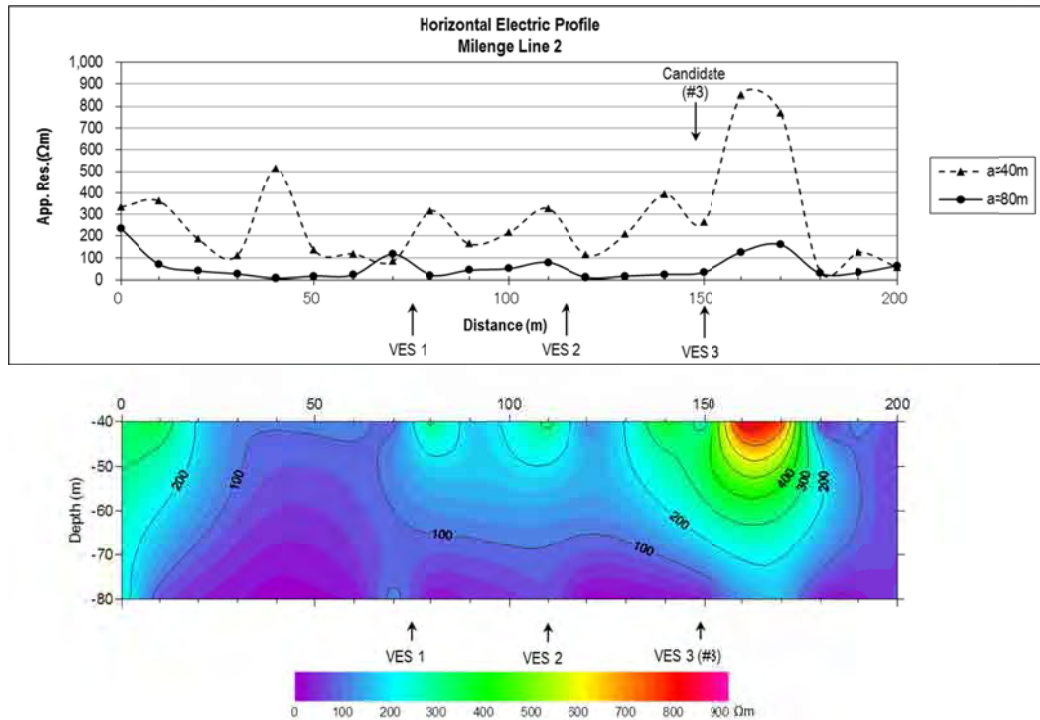 Horizontal Electric Profile
Milenge Line 2
App. Res.(Ωm)
1,000
900
800
700
600
500
400
300
200
100
0
Candidate
(#3)
a=40m
a=80m
0 50 100 150 200
Distance (m)
VES 1 VES 2 VES 3
0 50 100 150 200
Depth (m)
-40
-50
-60
-70
-80
200 100 100 200 100 400 300 200
VES 1 VES 2 VES 3 (#3)
0 100 200 300 400 500 600 700 800 900 Ωm